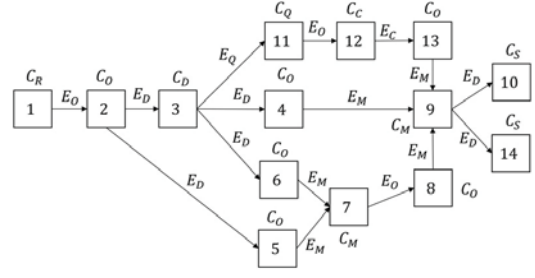 C_Q C_C C_O
11 E_O 12 E_C 13
E_Q E_M C_S
C_R C_O C_D C_O E_D 10
1 E_O 2 E_D 3 E_D 4 E_M 9
C_M C_S
E_D E_M E_D 14
C_O
E_D 6 E_M E_O 8 C_O
C_O 7
5 E_M C_M